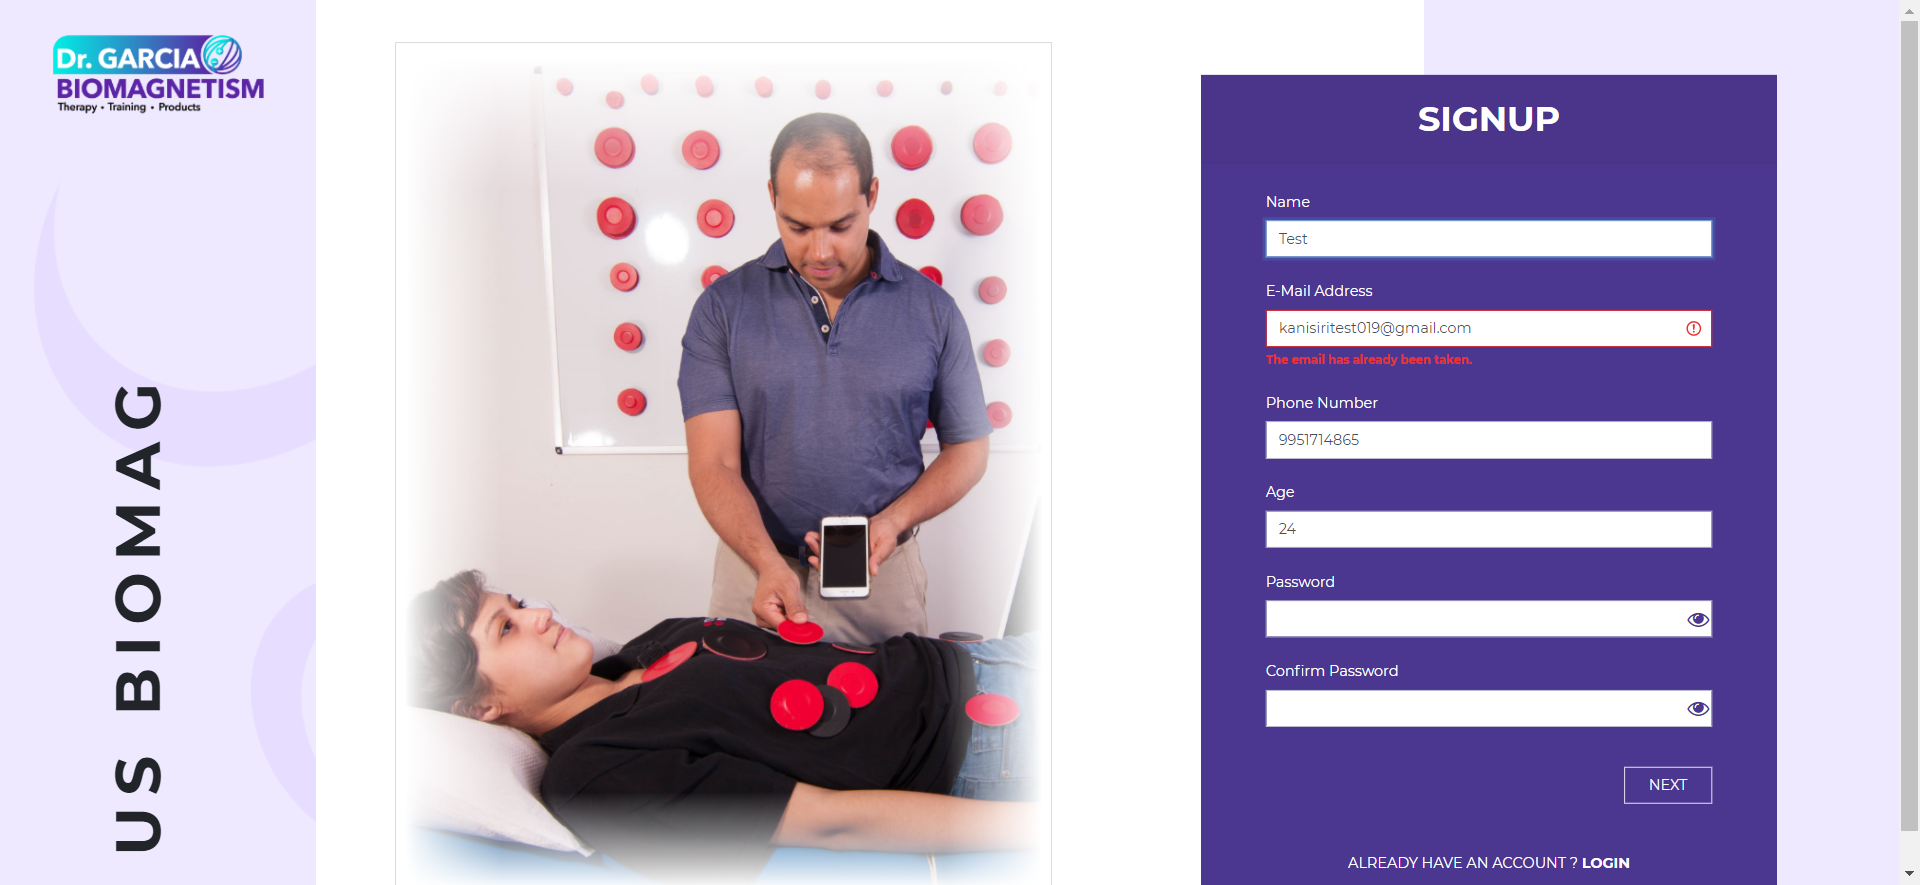 Dr. GARCIA
BIOMAGNETISM
Therapy • Training • Products
US BIOMAG
SIGNUP
Name
Test
E-Mail Address
kanisiritest019@gmail.com
The email has already been taken.
Phone Number
9951714865
Age
24
Password
Confirm Password
NEXT
ALREADY HAVE AN ACCOUNT ? LOGIN